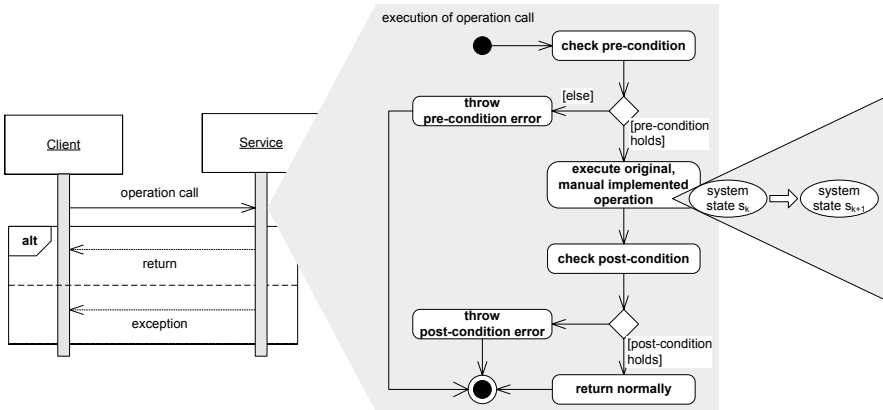 execution of operation call
check pre-condition
[else]
throw
pre-condition error
[pre-condition
holds]
Client
Service
execute original,
manual implemented
operation
system
state sₖ
system
state sₖ₊₁
operation call
alt
return
check post-condition
exception
throw
post-condition error
[post-condition
holds]
return normally